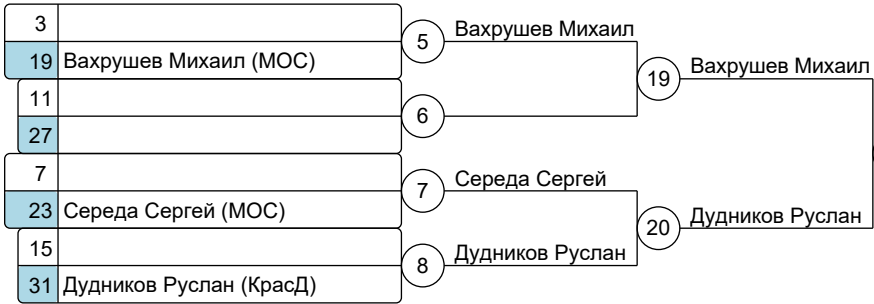 3
19 Вахрушев Михаил (МОС)
5
Вахрушев Михаил
11
27
6
19
Вахрушев Михаил
7
23 Середа Сергей (МОС)
7
Середа Сергей
15
31 Дудников Руслан (КрасД)
8
Дудников Руслан
20
Дудников Руслан